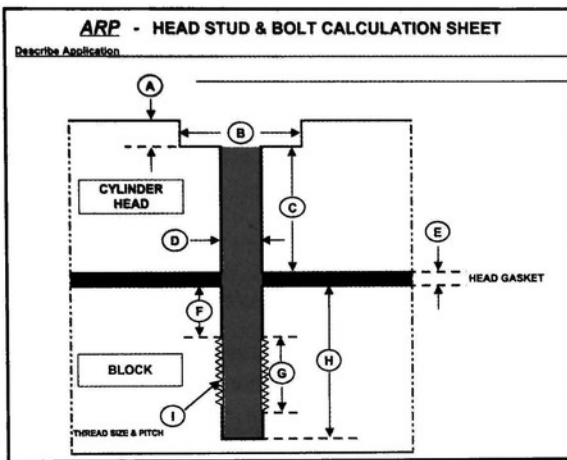 ARP - HEAD STUD & BOLT CALCULATION SHEET
Describe Application
A
B
CYLINDER
HEAD
C
D
E
HEAD GASKET
F
BLOCK
G
H
I
THREAD SIZE & PITCH